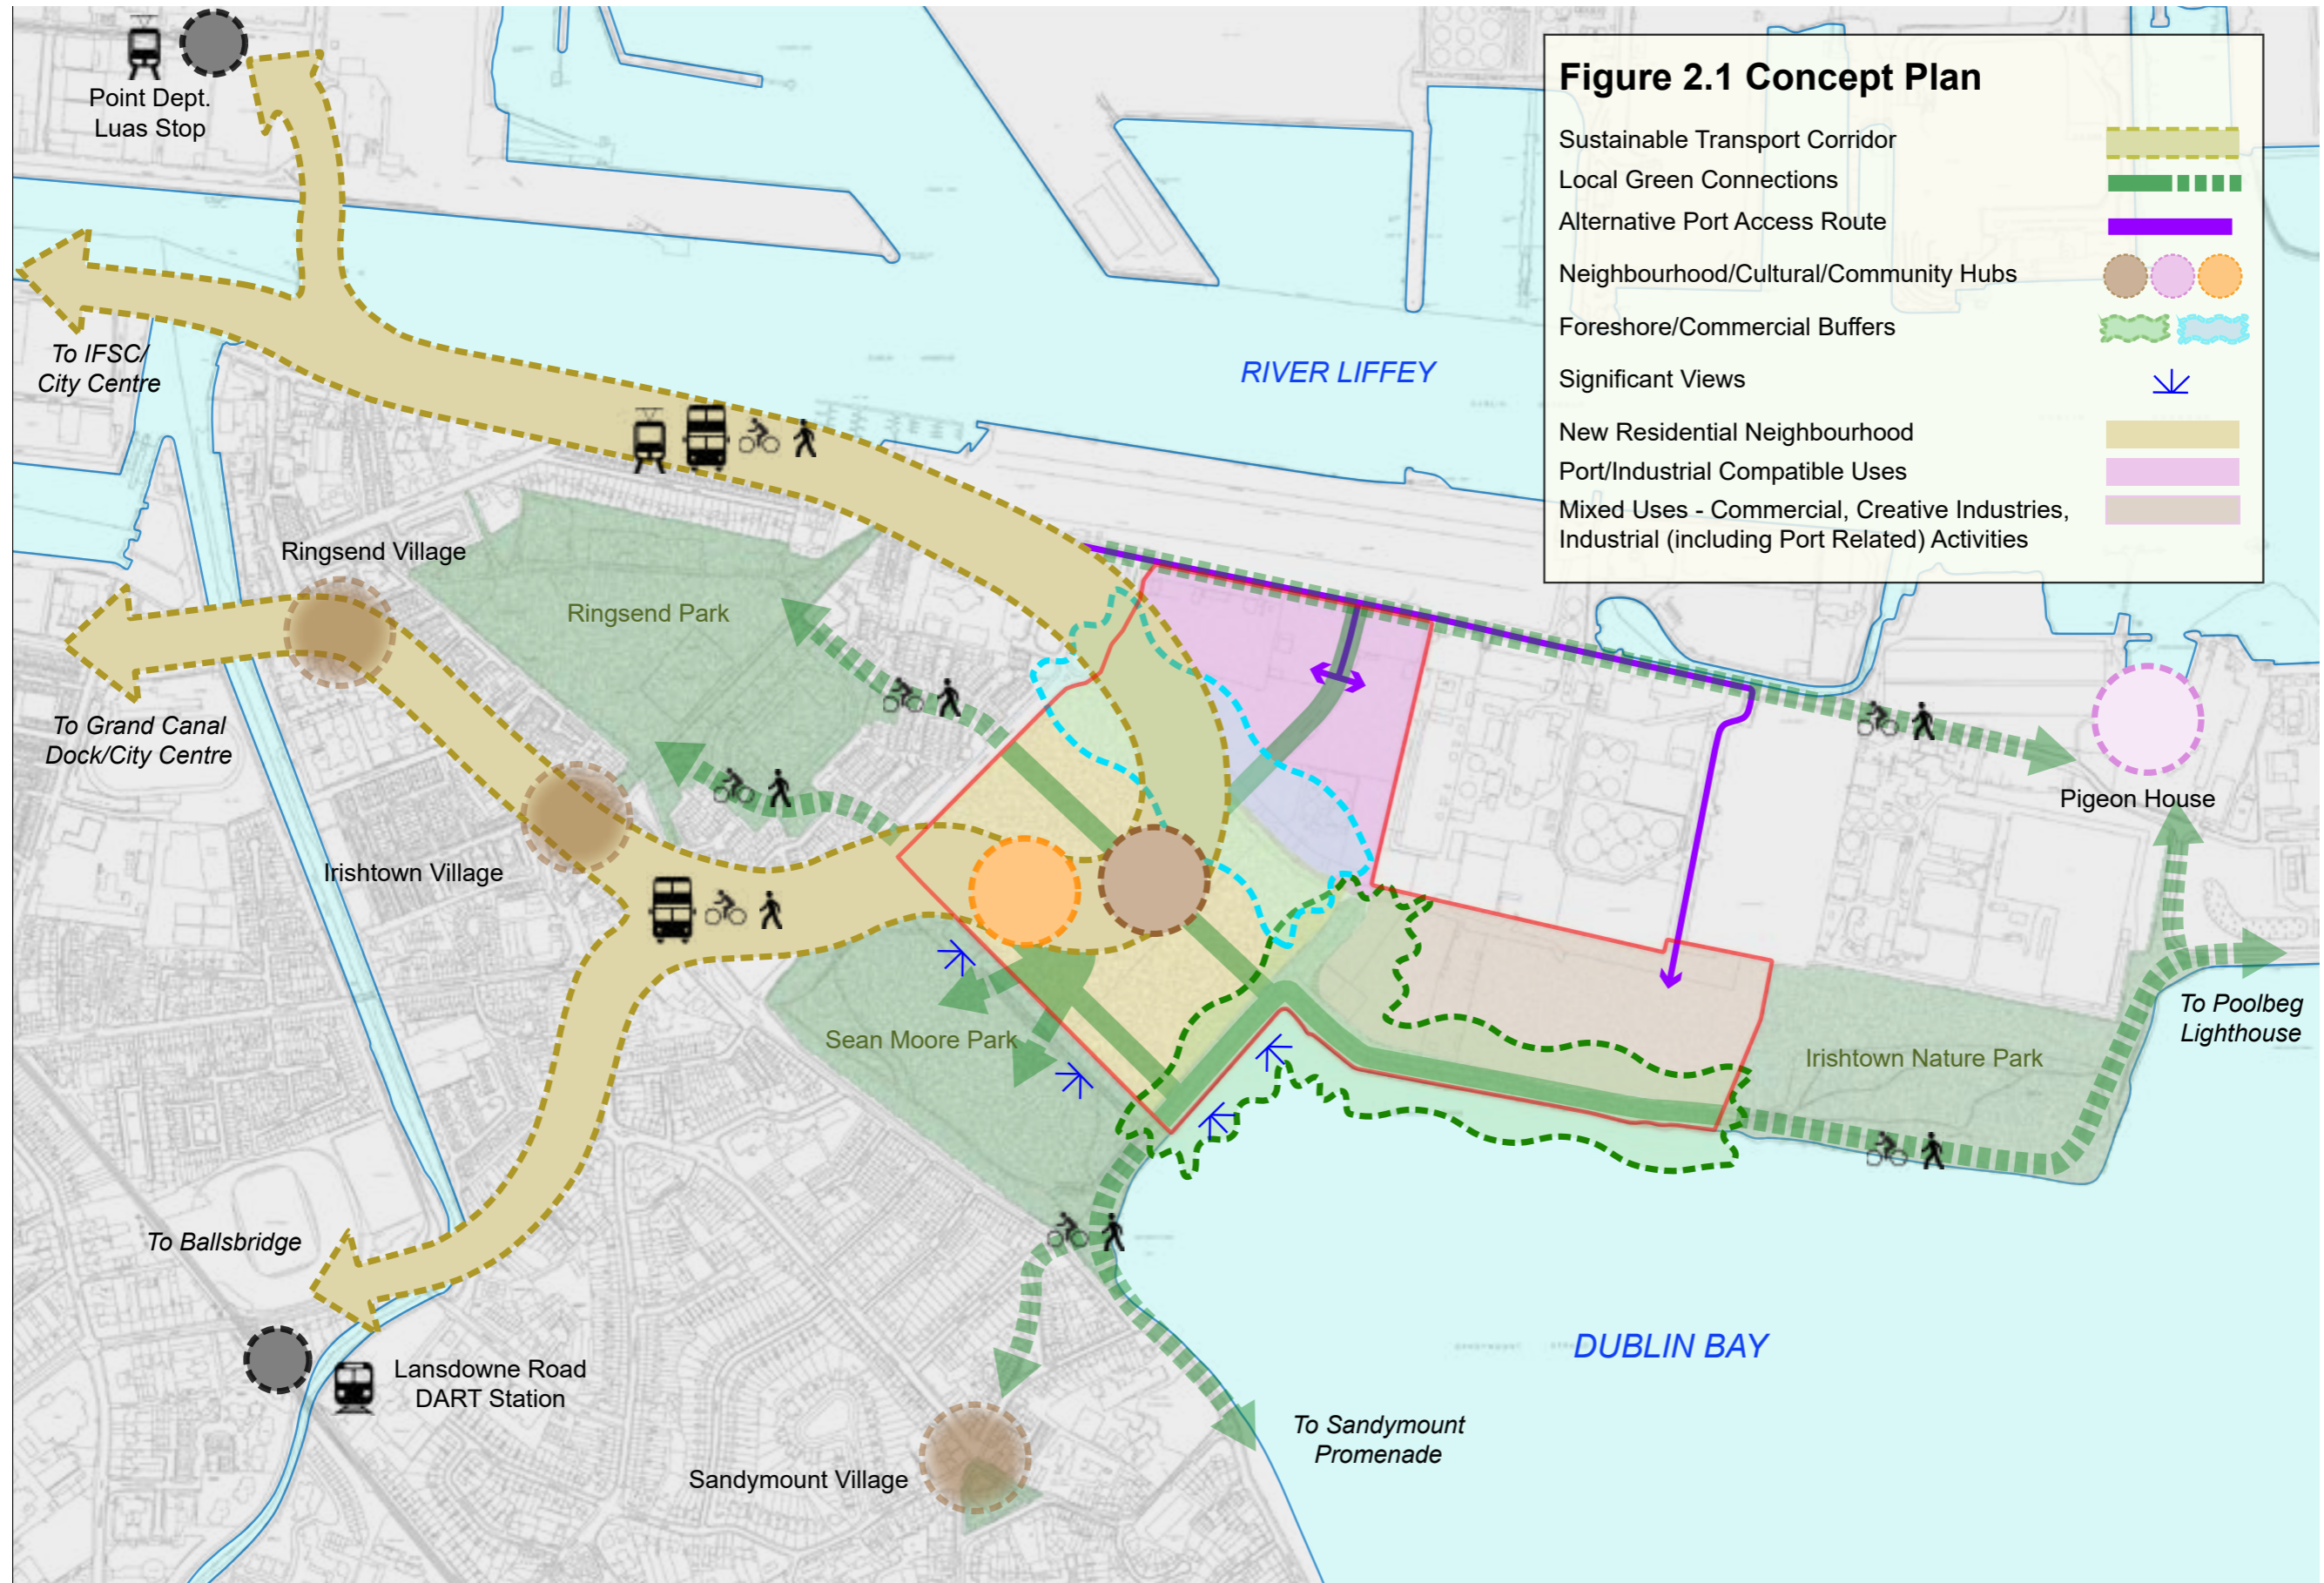 Figure 2.1 Concept Plan
Sustainable Transport Corridor
Local Green Connections
Alternative Port Access Route
Neighbourhood/Cultural/Community Hubs
Foreshore/Commercial Buffers
Significant Views
New Residential Neighbourhood
Port/Industrial Compatible Uses
Mixed Uses - Commercial, Creative Industries,
Industrial (including Port Related) Activities
Point Dept.
Luas Stop
To IFSC/
City Centre
RIVER LIFFEY
Ringsend Village
Ringsend Park
To Grand Canal
Dock/City Centre
Pigeon House
Irishtown Village
To Poolbeg
Lighthouse
Sean Moore Park
Irishtown Nature Park
To Ballsbridge
Lansdowne Road
DART Station
DUBLIN BAY
To Sandymount
Promenade
Sandymount Village